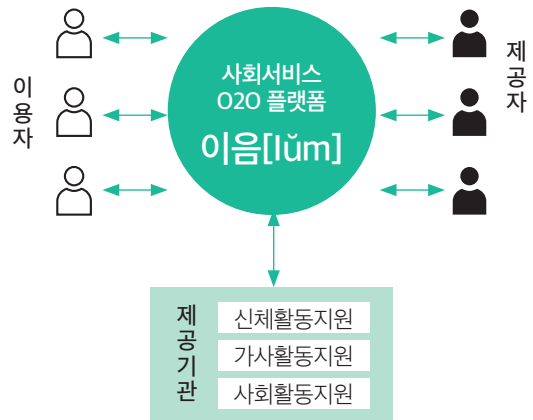 이용자
사회서비스
O2O 플랫폼
이음[Iŭm]
제공자
제공기관
신체활동지원
가사활동지원
사회활동지원